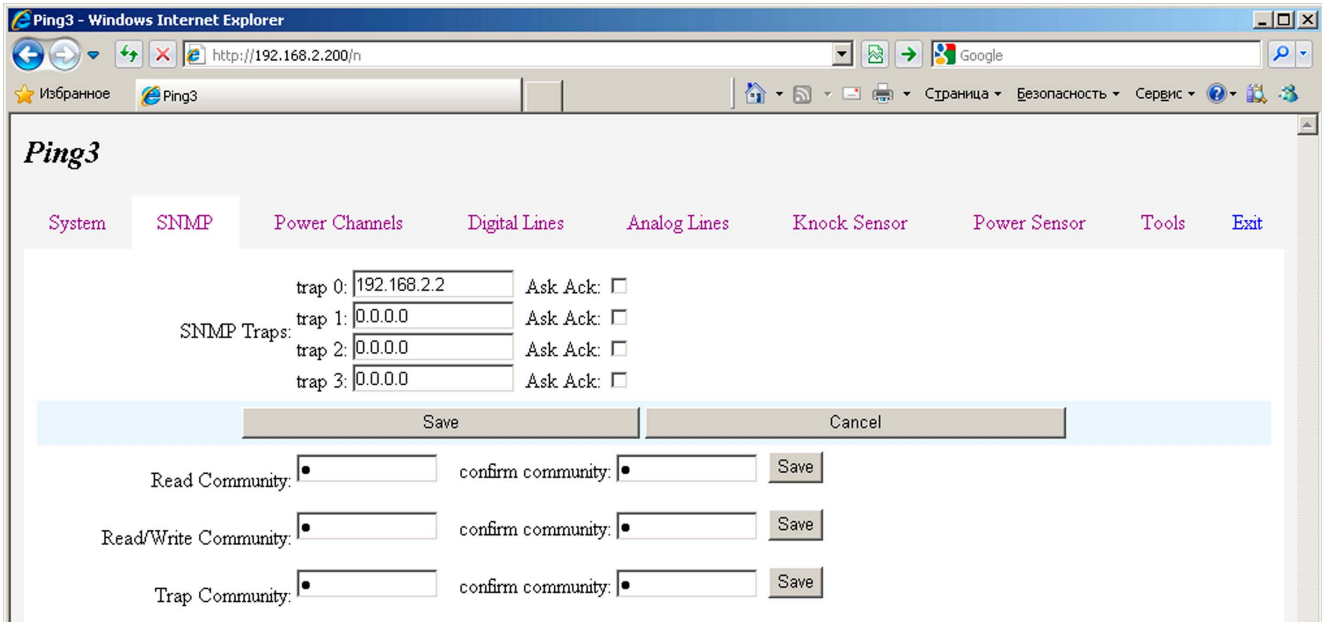 Ping3 - Windows Internet Explorer
http://192.168.2.200/n
Google
Избранное
Ping3
Страница
Безопасность
Сервис
Ping3
System SNMP Power Channels Digital Lines Analog Lines Knock Sensor Power Sensor Tools Exit
SNMP Traps:
trap 0: 192.168.2.2 Ask Ack:
trap 1: 0.0.0.0 Ask Ack:
trap 2: 0.0.0.0 Ask Ack:
trap 3: 0.0.0.0 Ask Ack:
Save Cancel
Read Community: confirm community: Save
Read/Write Community: confirm community: Save
Trap Community: confirm community: Save